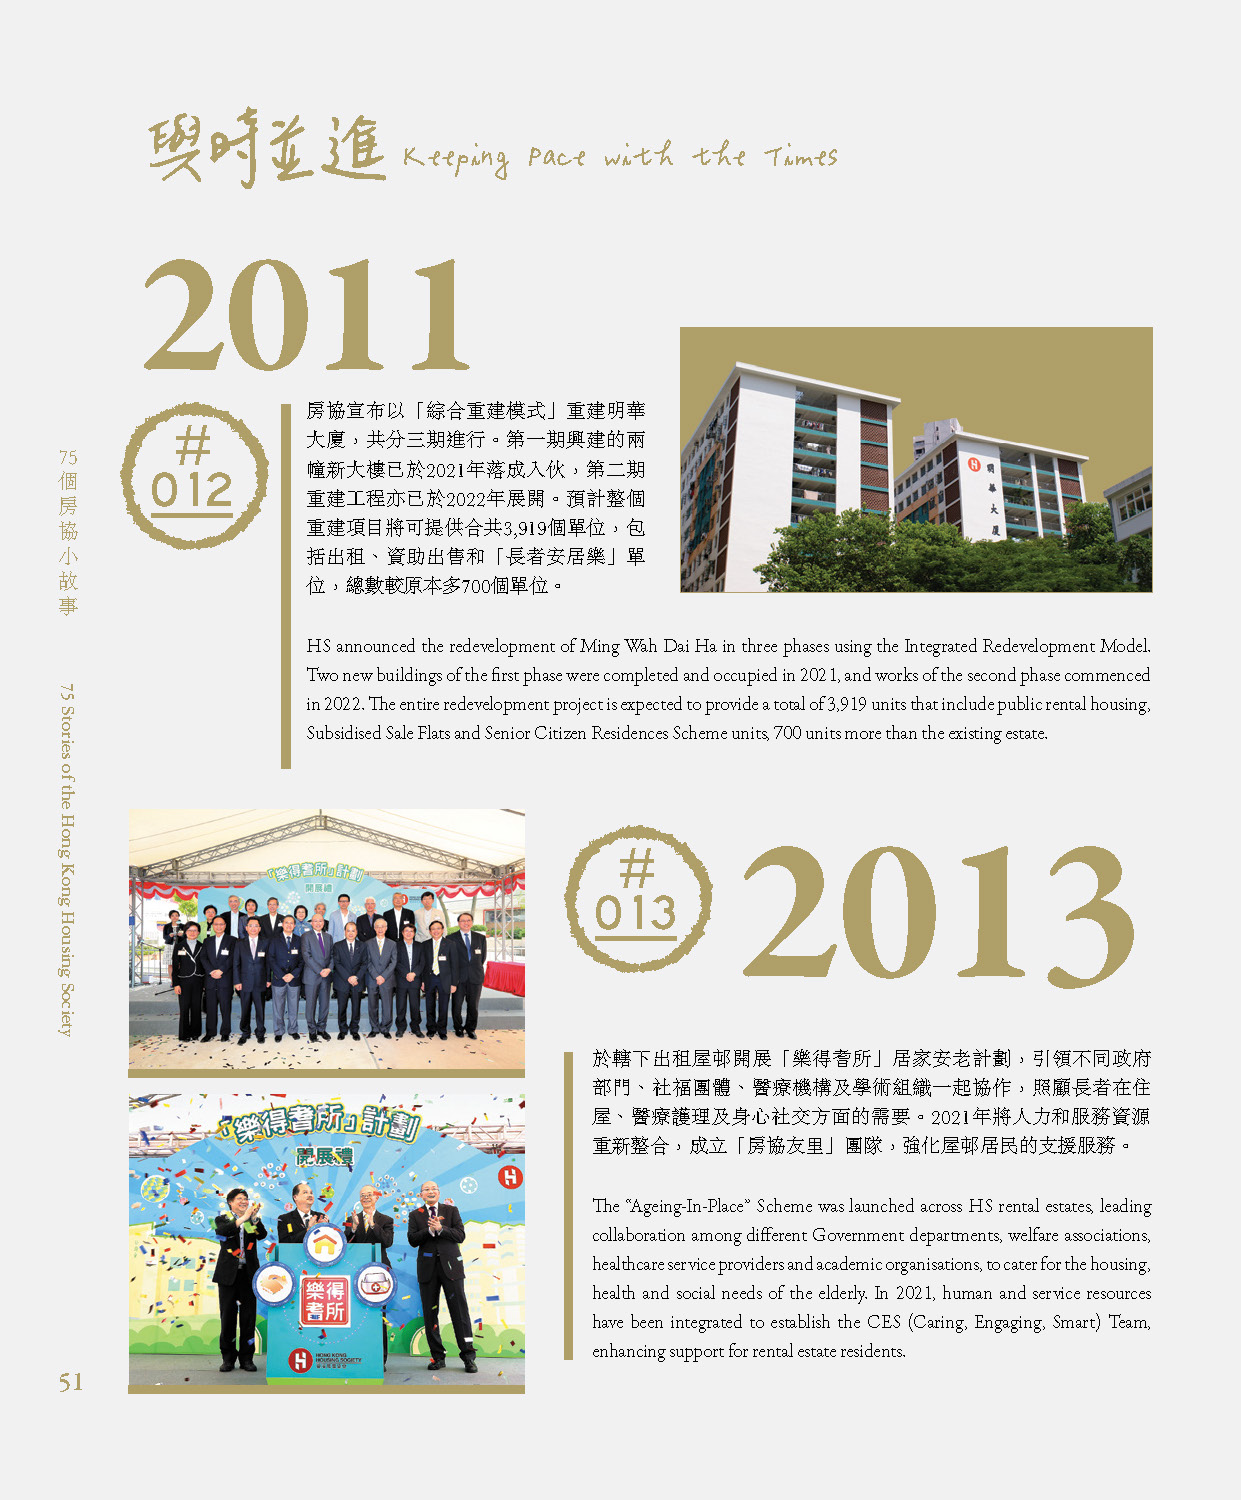 與時並進 Keeping Pace with the Times
2011
#
012
房協宣布以「綜合重建模式」重建明華
大廈，共分三期進行。第一期興建的兩
幢新大樓已於2021年落成入伙，第二期
重建工程亦已於2022年展開。預計整個
重建項目將可提供合共3,919個單位，包
括出租、資助出售和「長者安居樂」單
位，總數較原本多700個單位。
明華大廈
HS announced the redevelopment of Ming Wah Dai Ha in three phases using the Integrated Redevelopment Model.
Two new buildings of the first phase were completed and occupied in 2021, and works of the second phase commenced
in 2022. The entire redevelopment project is expected to provide a total of 3,919 units that include public rental housing,
Subsidised Sale Flats and Senior Citizen Residences Scheme units, 700 units more than the existing estate.
75個房協小故事
75 Stories of the Hong Kong Housing Society
「樂得耆所」計劃
開展禮
#
013
2013
於轄下出租屋邨開展「樂得耆所」居家安老計劃，引領不同政府
部門、社福團體、醫療機構及學術組織一起協作，照顧長者在住
屋、醫療護理及身心社交方面的需要。2021年將人力和服務資源
重新整合，成立「房協友里」團隊，強化屋邨居民的支援服務。
The “Ageing-In-Place” Scheme was launched across HS rental estates, leading
collaboration among different Government departments, welfare associations,
healthcare service providers and academic organisations, to cater for the housing,
health and social needs of the elderly. In 2021, human and service resources
have been integrated to establish the CES (Caring, Engaging, Smart) Team,
enhancing support for rental estate residents.
「樂得耆所」計劃
開展禮
樂得
耆所
HONG KONG
HOUSING SOCIETY
香港房屋協會
51